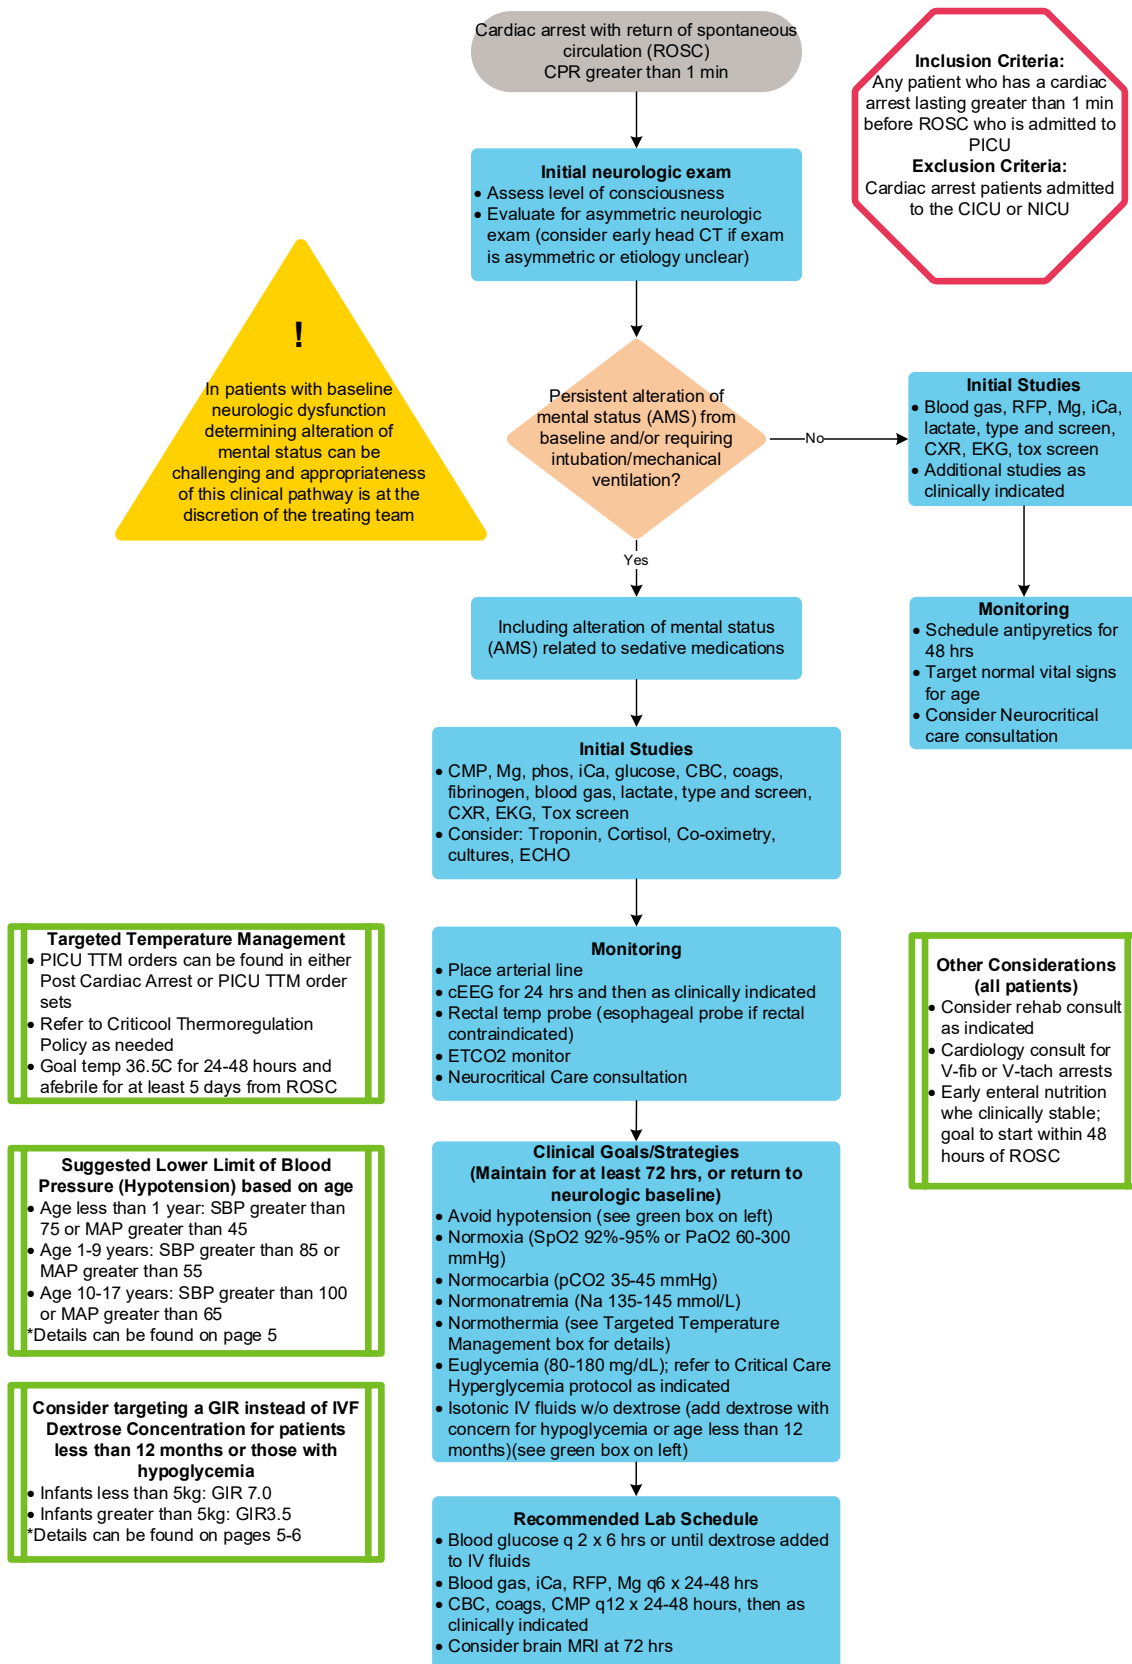 Cardiac arrest with return of spontaneous
circulation (ROSC)
CPR greater than 1 min
Inclusion Criteria:
Any patient who has a cardiac
arrest lasting greater than 1 min
before ROSC who is admitted to
PICU
Exclusion Criteria:
Cardiac arrest patients admitted
to the CICU or NICU
Initial neurologic exam
• Assess level of consciousness
• Evaluate for asymmetric neurologic
exam (consider early head CT if exam
is asymmetric or etiology unclear)
!
In patients with baseline
neurologic dysfunction
determining alteration of
mental status can be
challenging and appropriateness
of this clinical pathway is at the
discretion of the treating team
Persistent alteration of
mental status (AMS) from
baseline and/or requiring
intubation/mechanical
ventilation?
No
Initial Studies
• Blood gas, RFP, Mg, iCa,
lactate, type and screen,
CXR, EKG, tox screen
• Additional studies as
clinically indicated
Yes
Monitoring
• Schedule antipyretics for
48 hrs
• Target normal vital signs
for age
• Consider Neurocritical
care consultation
Including alteration of mental status
(AMS) related to sedative medications
Initial Studies
• CMP, Mg, phos, iCa, glucose, CBC, coags,
fibrinogen, blood gas, lactate, type and screen,
CXR, EKG, Tox screen
• Consider: Troponin, Cortisol, Co-oximetry,
cultures, ECHO
Targeted Temperature Management
• PICU TTM orders can be found in either
Post Cardiac Arrest or PICU TTM order
sets
• Refer to Criticool Thermoregulation
Policy as needed
• Goal temp 36.5C for 24-48 hours and
afebrile for at least 5 days from ROSC
Monitoring
• Place arterial line
• cEEG for 24 hrs and then as clinically indicated
• Rectal temp probe (esophageal probe if rectal
contraindicated)
• ETCO2 monitor
• Neurocritical Care consultation
Other Considerations
(all patients)
• Consider rehab consult
as indicated
• Cardiology consult for
V-fib or V-tach arrests
• Early enteral nutrition
whe clinically stable;
goal to start within 48
hours of ROSC
Suggested Lower Limit of Blood
Pressure (Hypotension) based on age
• Age less than 1 year: SBP greater than
75 or MAP greater than 45
• Age 1-9 years: SBP greater than 85 or
MAP greater than 55
• Age 10-17 years: SBP greater than 100
or MAP greater than 65
*Details can be found on page 5
Clinical Goals/Strategies
(Maintain for at least 72 hrs, or return to
neurologic baseline)
• Avoid hypotension (see green box on left)
• Normoxia (SpO2 92%-95% or PaO2 60-300
mmHg)
• Normocarbia (pCO2 35-45 mmHg)
• Normonatremia (Na 135-145 mmol/L)
• Normothermia (see Targeted Temperature
Management box for details)
• Euglycemia (80-180 mg/dL); refer to Critical Care
Hyperglycemia protocol as indicated
• Isotonic IV fluids w/o dextrose (add dextrose with
concern for hypoglycemia or age less than 12
months)(see green box on left)
Consider targeting a GIR instead of IVF
Dextrose Concentration for patients
less than 12 months or those with
hypoglycemia
• Infants less than 5kg: GIR 7.0
• Infants greater than 5kg: GIR3.5
*Details can be found on pages 5-6
Recommended Lab Schedule
• Blood glucose q 2 x 6 hrs or until dextrose added
to IV fluids
• Blood gas, iCa, RFP, Mg q6 x 24-48 hrs
• CBC, coags, CMP q12 x 24-48 hours, then as
clinically indicated
• Consider brain MRI at 72 hrs